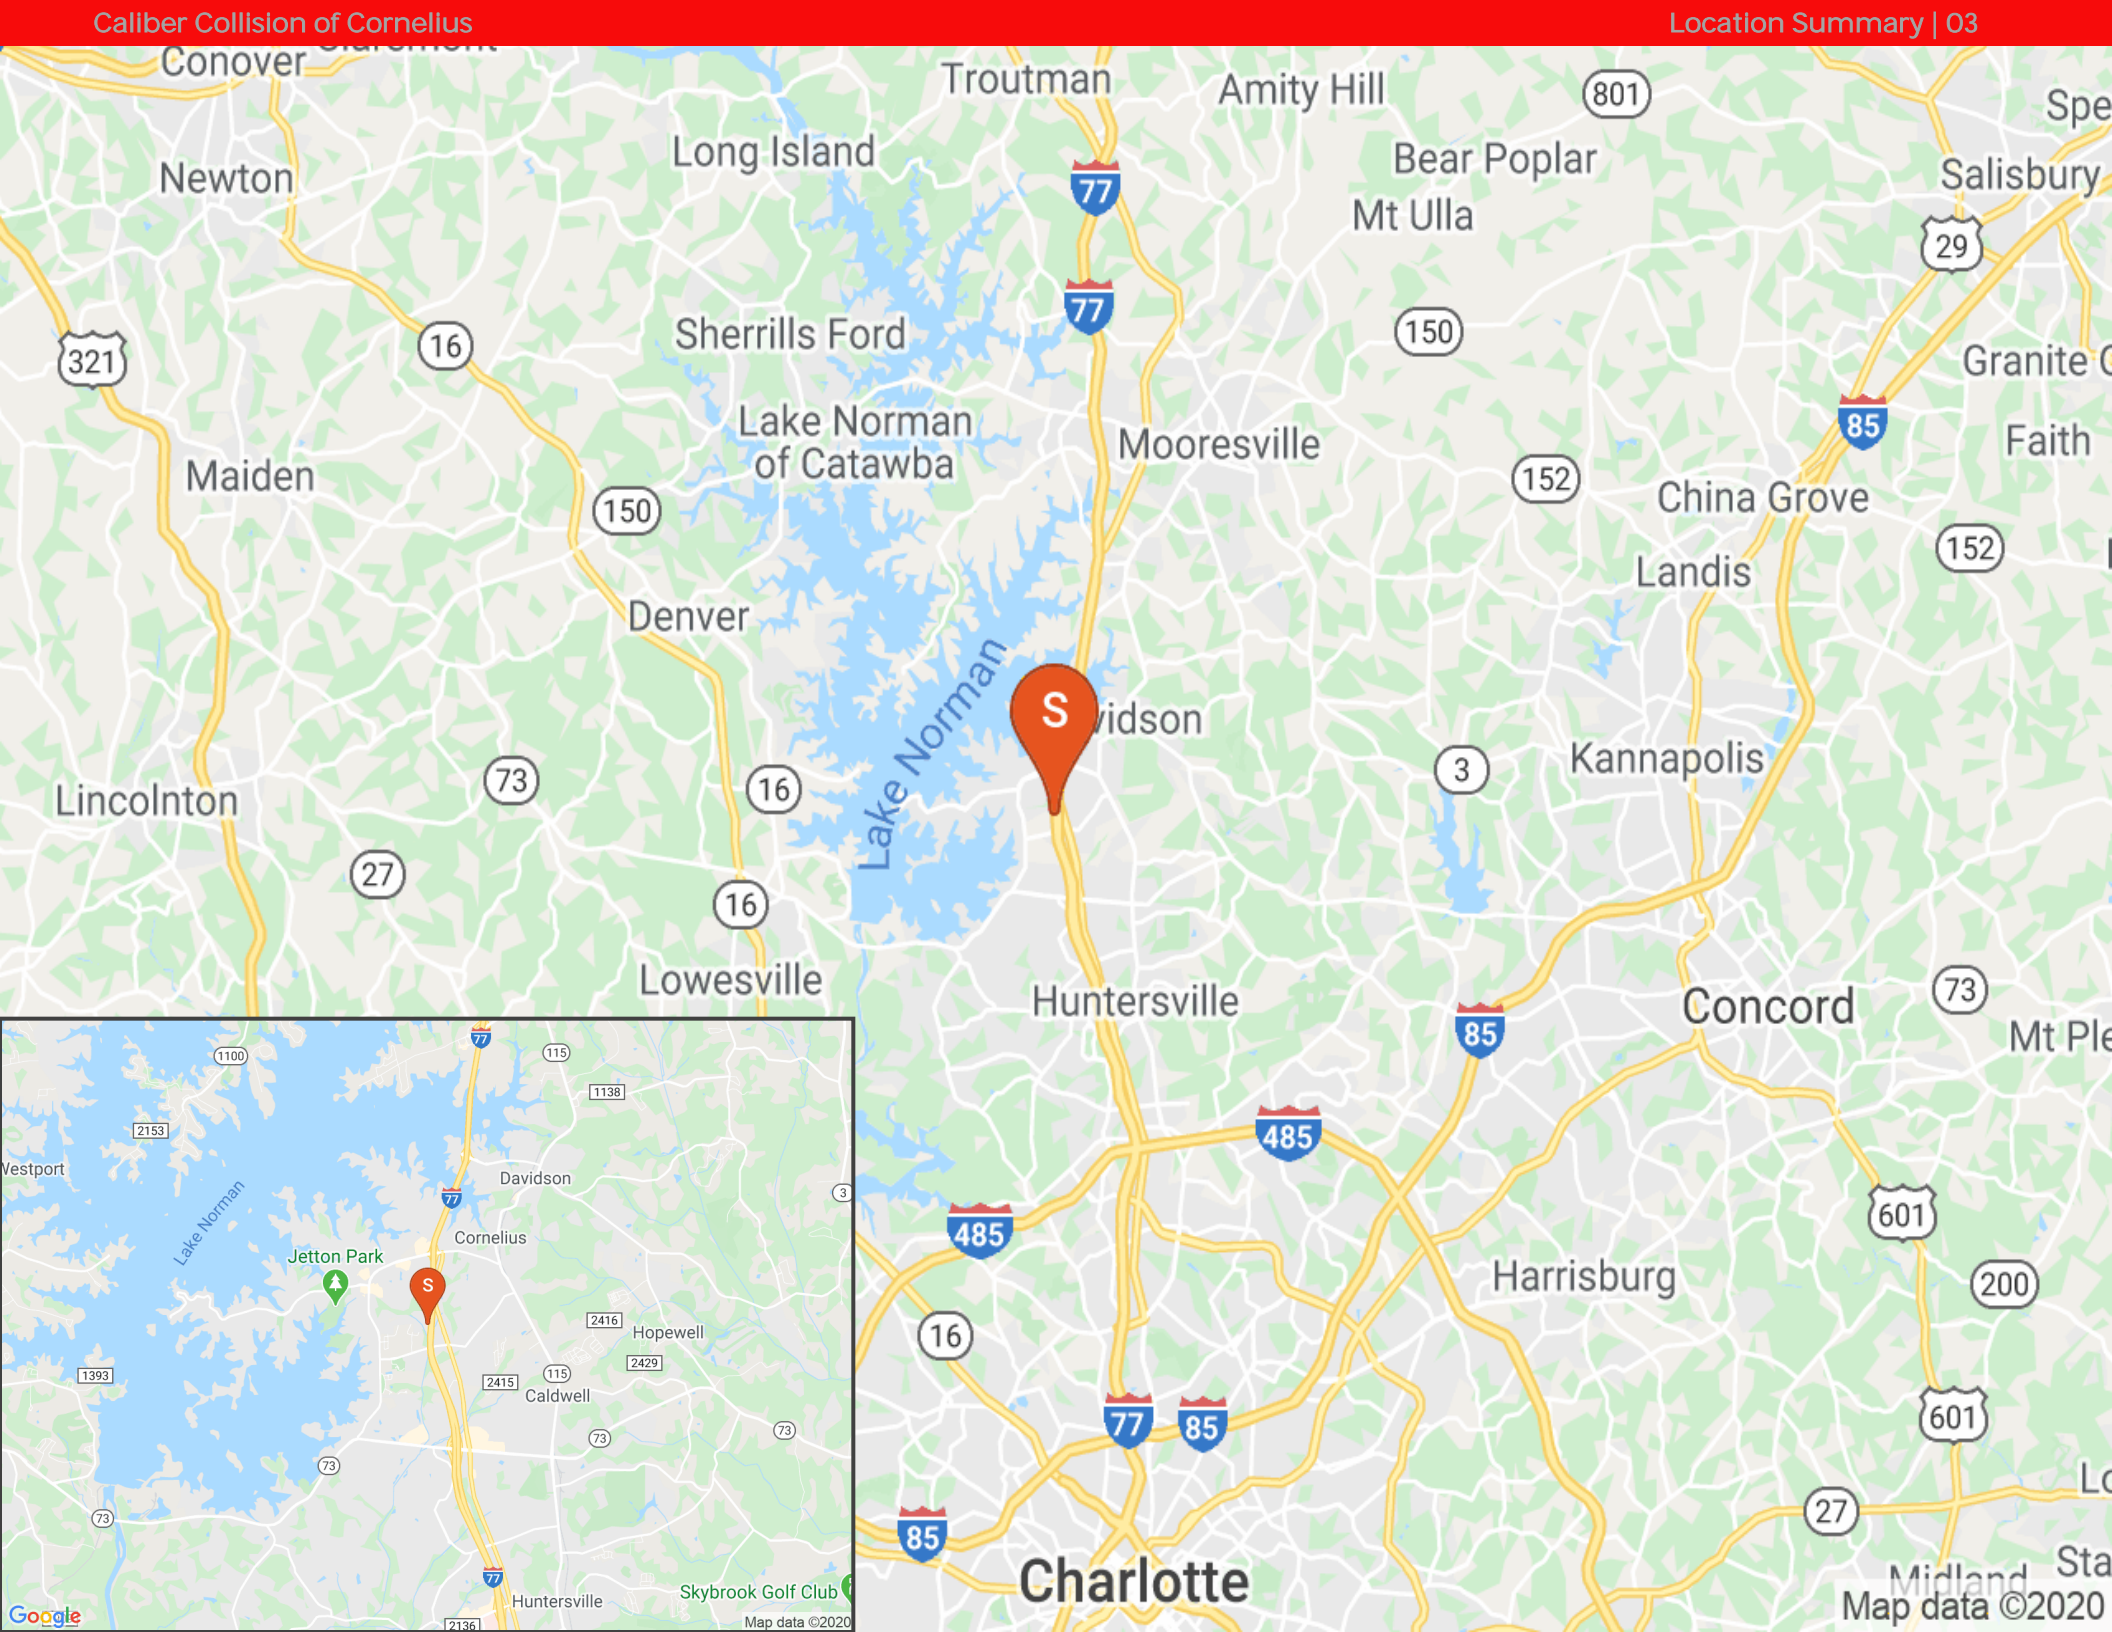 Caliber Collision of Cornelius
Location Summary | 03
Conover
Claremont
Troutman
Amity Hill
801
Spe
Long Island
Bear Poplar
Salisbury
Newton
77
Mt Ulla
29
77
150
Sherrills Ford
16
321
Granite
85
Lake Norman
of Catawba
Mooresville
Faith
Maiden
152
China Grove
150
152
Landis
Denver
Lake Norman
S
vidson
Kannapolis
3
73
16
Lincolnton
27
16
Lowesville
Huntersville
73
Concord
85
Mt Ple
485
601
485
Harrisburg
200
16
77
85
601
Lo
27
85
Charlotte
Midland
Sta
Map data ©2020
77
1100
115
1138
2153
Westport
Davidson
77
3
Lake Norman
Cornelius
Jetton Park
S
2416
Hopewell
2429
1393
115
2415
Caldwell
73
73
73
73
77
Skybrook Golf Club
Huntersville
Google
2136
Map data ©2020